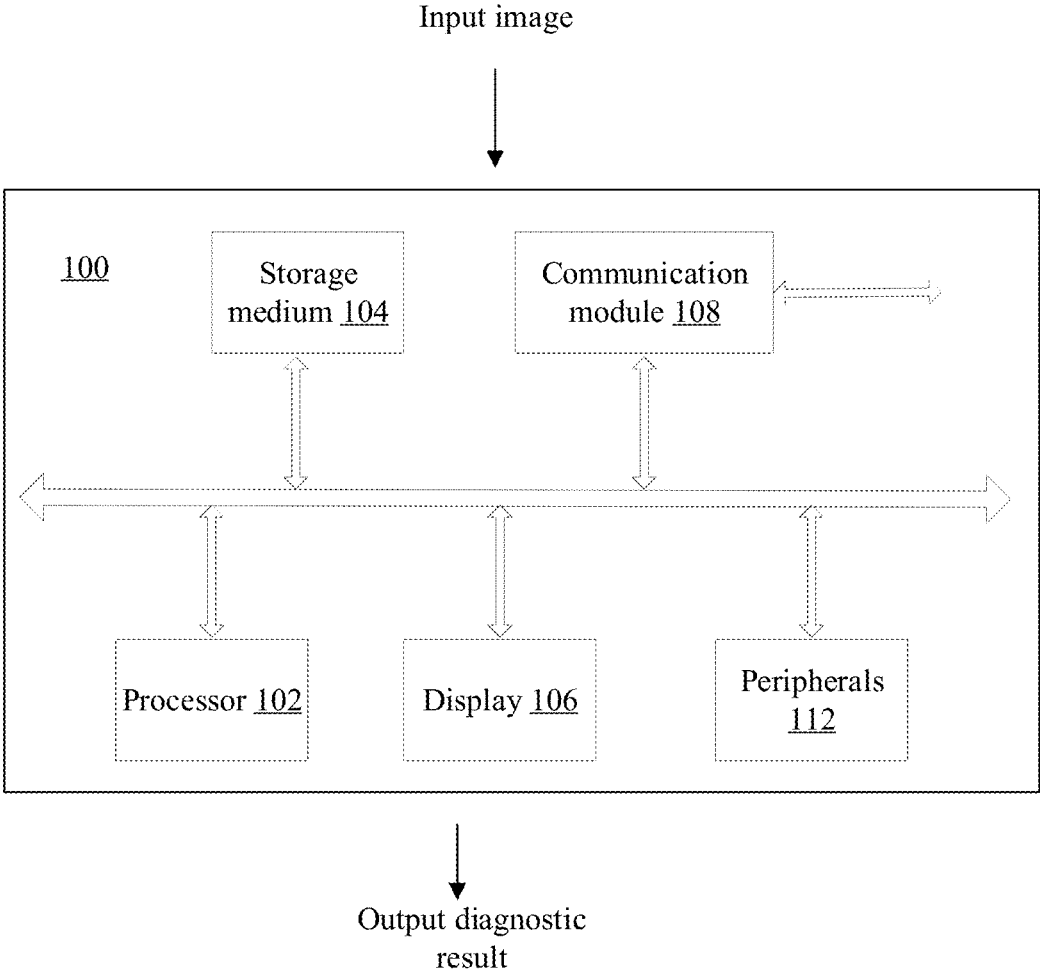 Input image
100
Storage
medium 104
Communication
module 108
Processor 102
Display 106
Peripherals
112
Output diagnostic
result